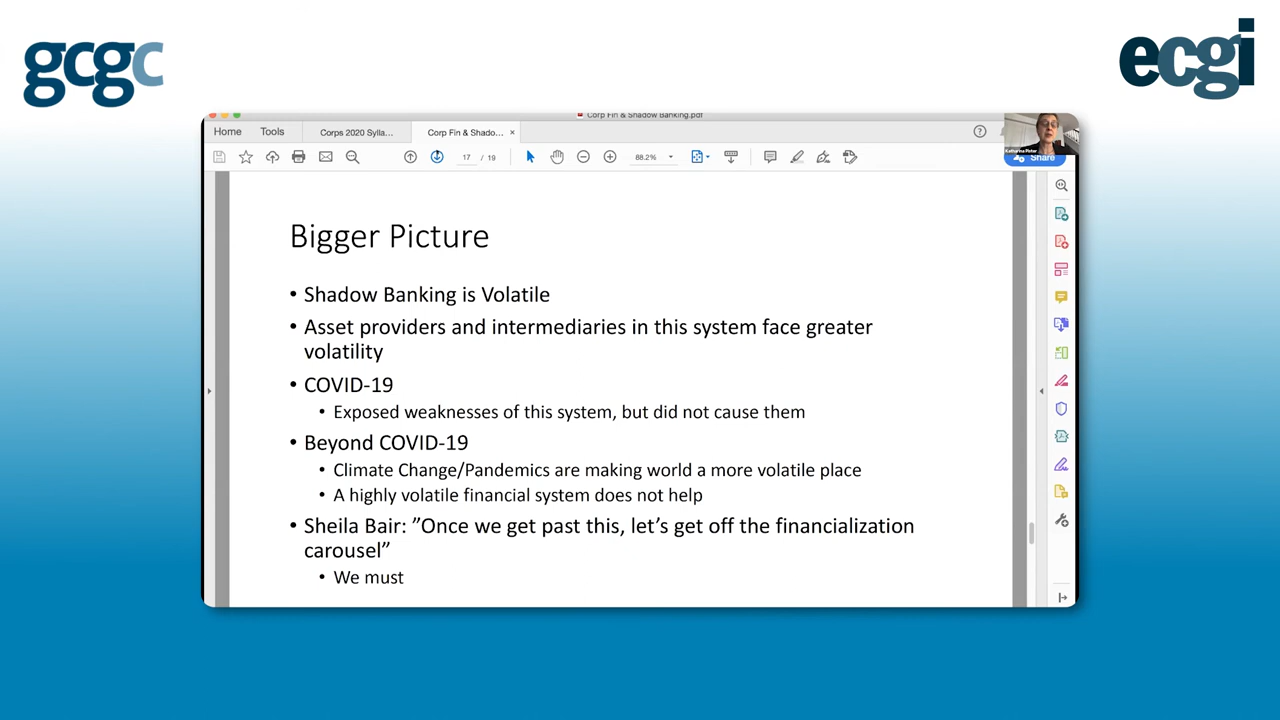 gcgc
ecgi
Corp Fin & Shadow Banking.pdf
Home
Tools
Corps 2020 Sylla...
Corp Fin & Shado...
×
17 / 19
88.2%
Share
Bigger Picture
• Shadow Banking is Volatile
• Asset providers and intermediaries in this system face greater
volatility
• COVID-19
• Exposed weaknesses of this system, but did not cause them
• Beyond COVID-19
• Climate Change/Pandemics are making world a more volatile place
• A highly volatile financial system does not help
• Sheila Bair: ”Once we get past this, let’s get off the financialization
carousel”
• We must